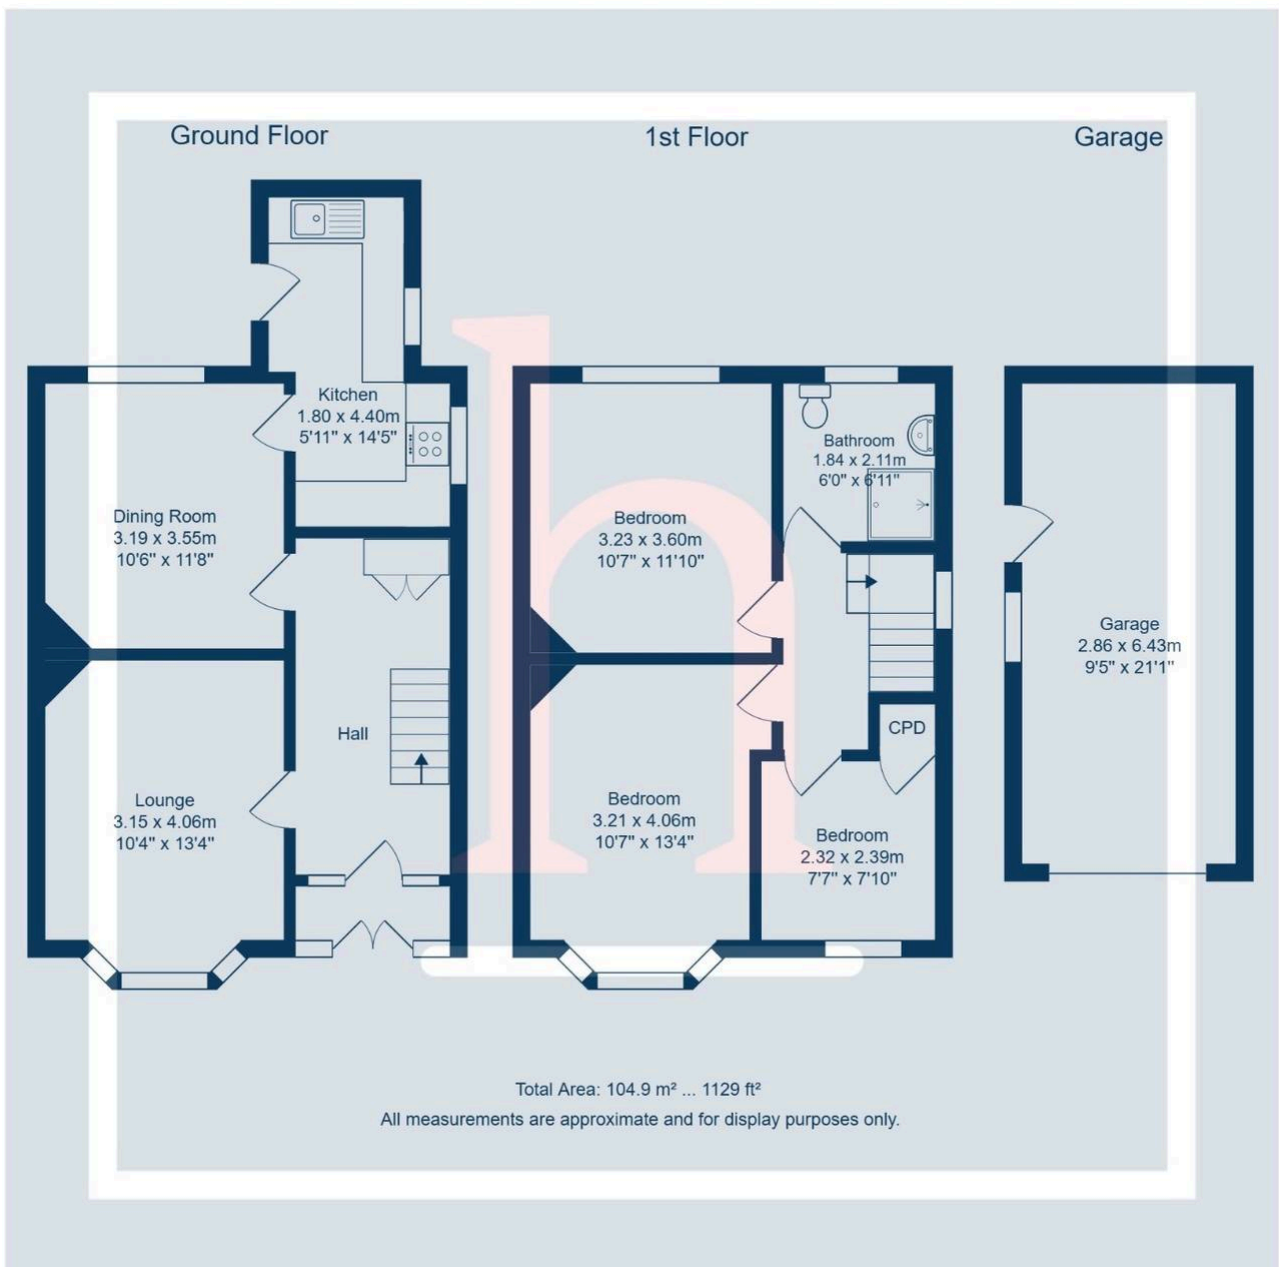 Ground Floor
1st Floor
Garage
Kitchen
1.80 x 4.40m
5'11" x 14'5"
Dining Room
3.19 x 3.55m
10'6" x 11'8"
Hall
Lounge
3.15 x 4.06m
10'4" x 13'4"
Bedroom
3.23 x 3.60m
10'7" x 11'10"
Bathroom
1.84 x 2.11m
6'0" x 6'11"
CPD
Bedroom
3.21 x 4.06m
10'7" x 13'4"
Bedroom
2.32 x 2.39m
7'7" x 7'10"
Garage
2.86 x 6.43m
9'5" x 21'1"
h
Total Area: 104.9 m² ... 1129 ft²
All measurements are approximate and for display purposes only.